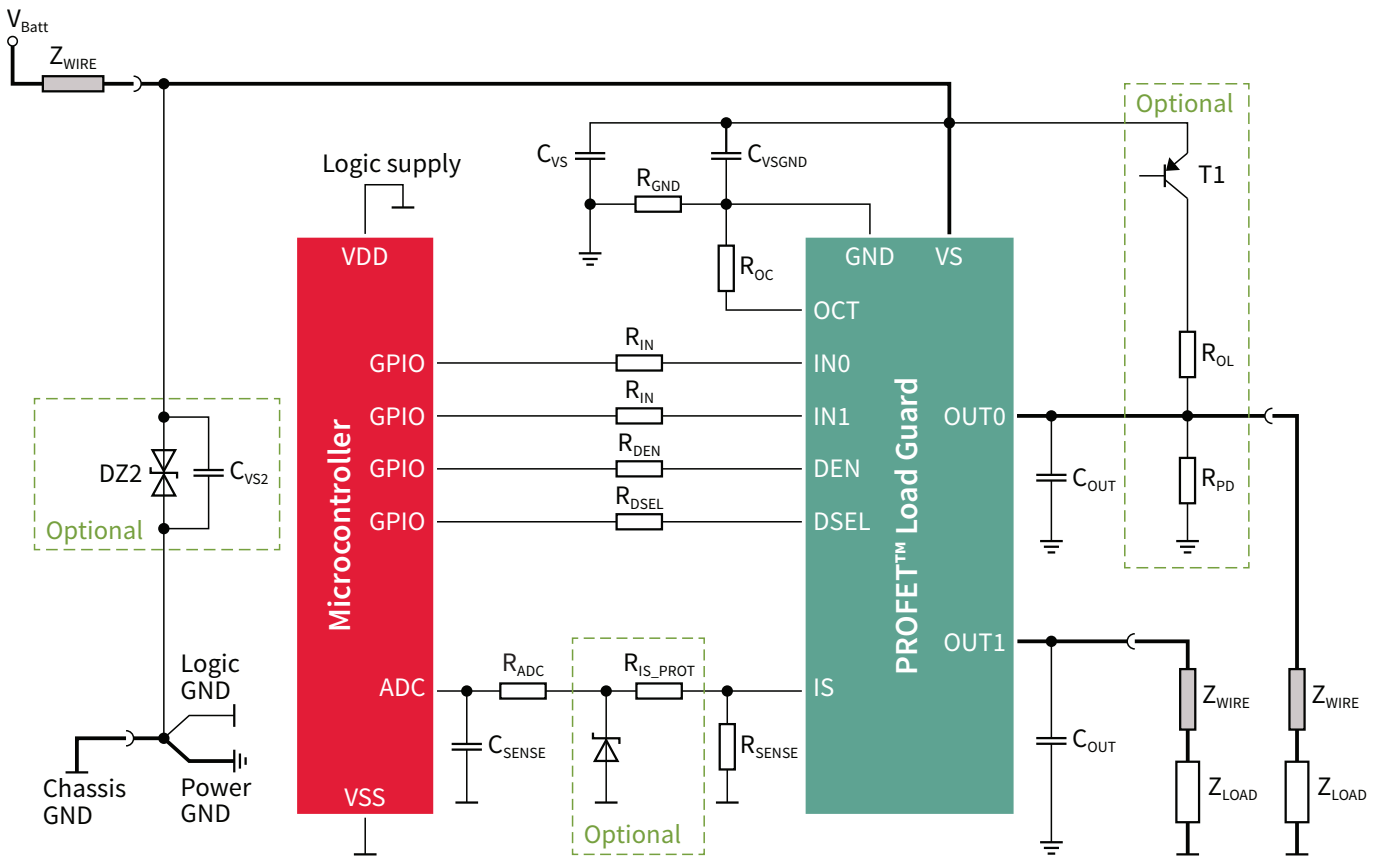 VBatt
ZWIRE
Optional
Logic supply
CVS
CVSGND
T1
RGND
VDD
GND
VS
ROC
OCT
RIN
GPIO
IN0
ROL
RIN
GPIO
IN1
OUT0
RDEN
GPIO
DEN
DZ2
CVS2
COUT
RPD
RDSEL
GPIO
DSEL
Optional
Microcontroller
PROFET™ Load Guard
OUT1
Logic
GND
RADC
RIS_PROT
ADC
IS
ZWIRE
ZWIRE
CSENSE
RSENSE
COUT
Chassis
GND
Power
GND
VSS
ZLOAD
ZLOAD
Optional